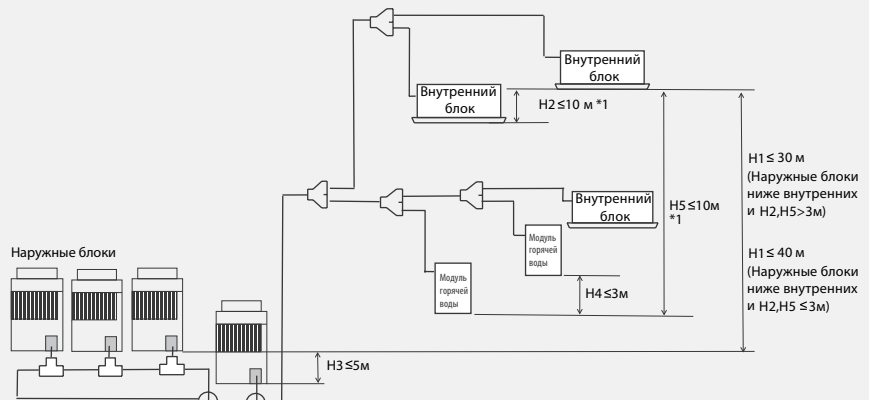 Внутренний
блок
Внутренний
блок
H2≤10 м *1
H1≤ 30 м
(Наружные блоки
ниже внутренних
и H2,H5>3м)
Внутренний
блок
H5≤10м
*1
Модуль
горячей
воды
Наружные блоки
H1≤ 40 м
(Наружные блоки
ниже внутренних
и H2,H5 ≤3м)
Модуль
горячей
воды
H4≤3м
H3≤5м